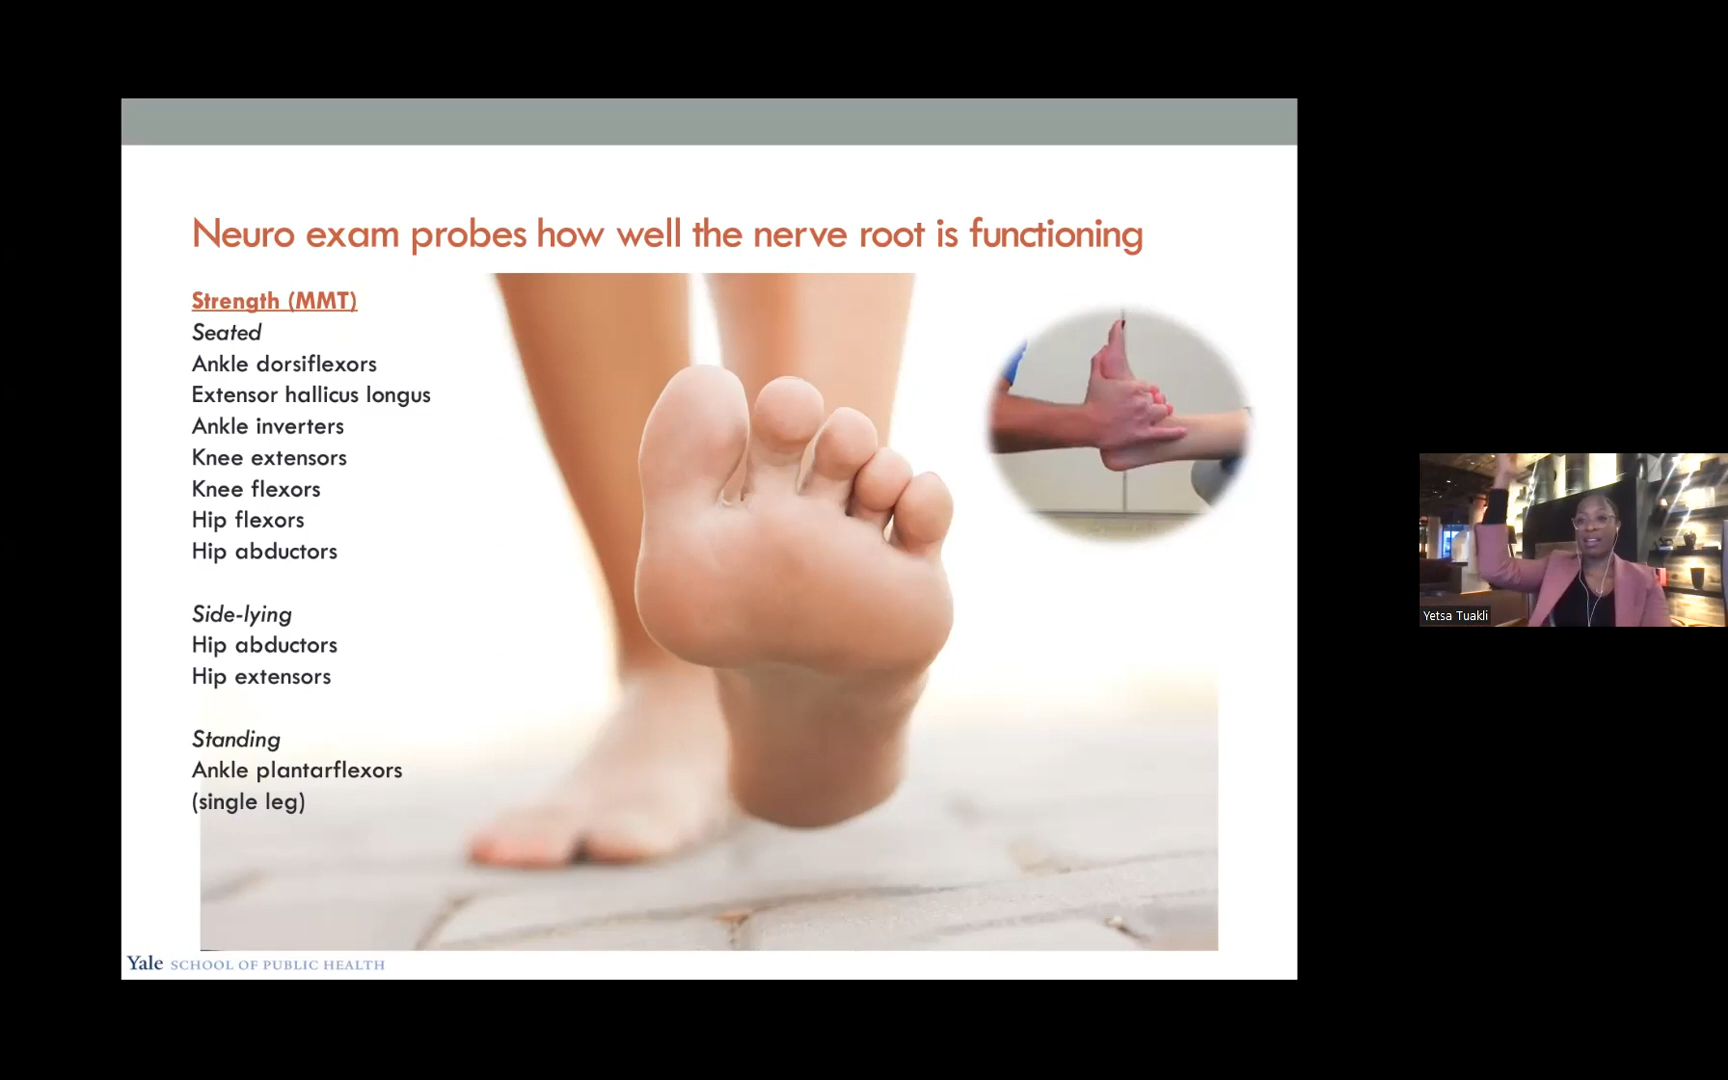 Neuro exam probes how well the nerve root is functioning
Strength (MMT)
Seated
Ankle dorsiflexors
Extensor hallicus longus
Ankle inverters
Knee extensors
Knee flexors
Hip flexors
Hip abductors
Side-lying
Hip abductors
Hip extensors
Standing
Ankle plantarflexors
(single leg)
Yale SCHOOL OF PUBLIC HEALTH
Yetsa Tuakli